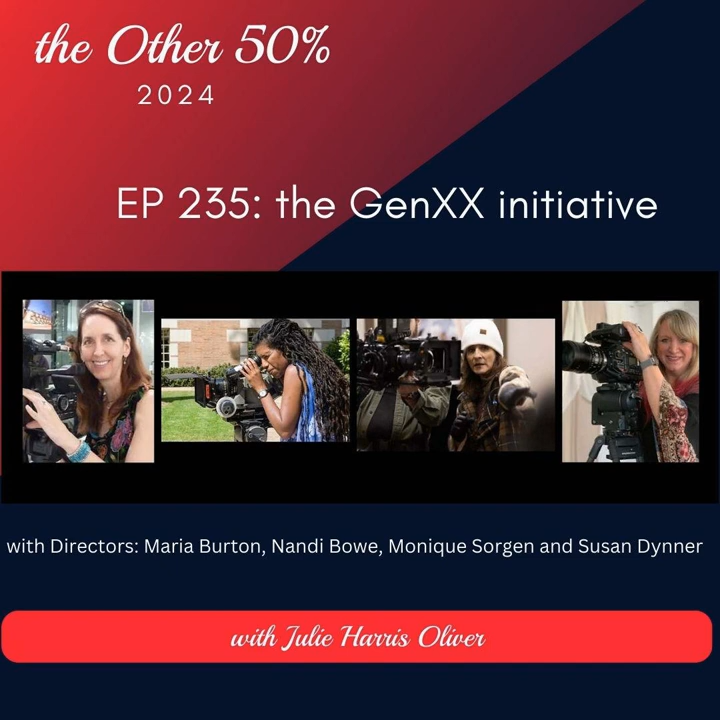 the Other 50%
2024
EP 235: the GenXX initiative
with Directors: Maria Burton, Nandi Bowe, Monique Sorgen and Susan Dynner
with Julie Harris Oliver